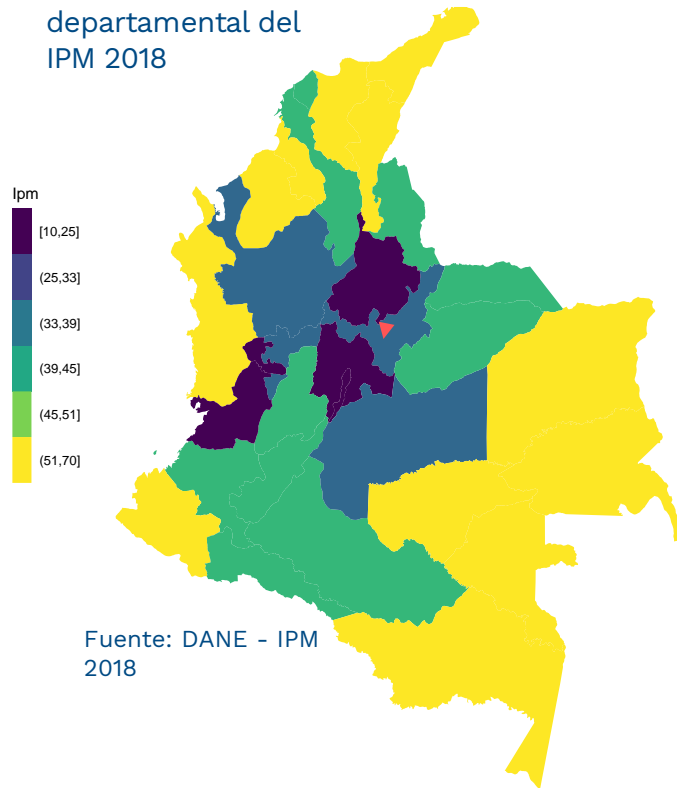 departamental del
IPM 2018
Ipm
[10,25]
(25,33]
(33,39]
(39,45]
(45,51]
(51,70]
Fuente: DANE - IPM
2018